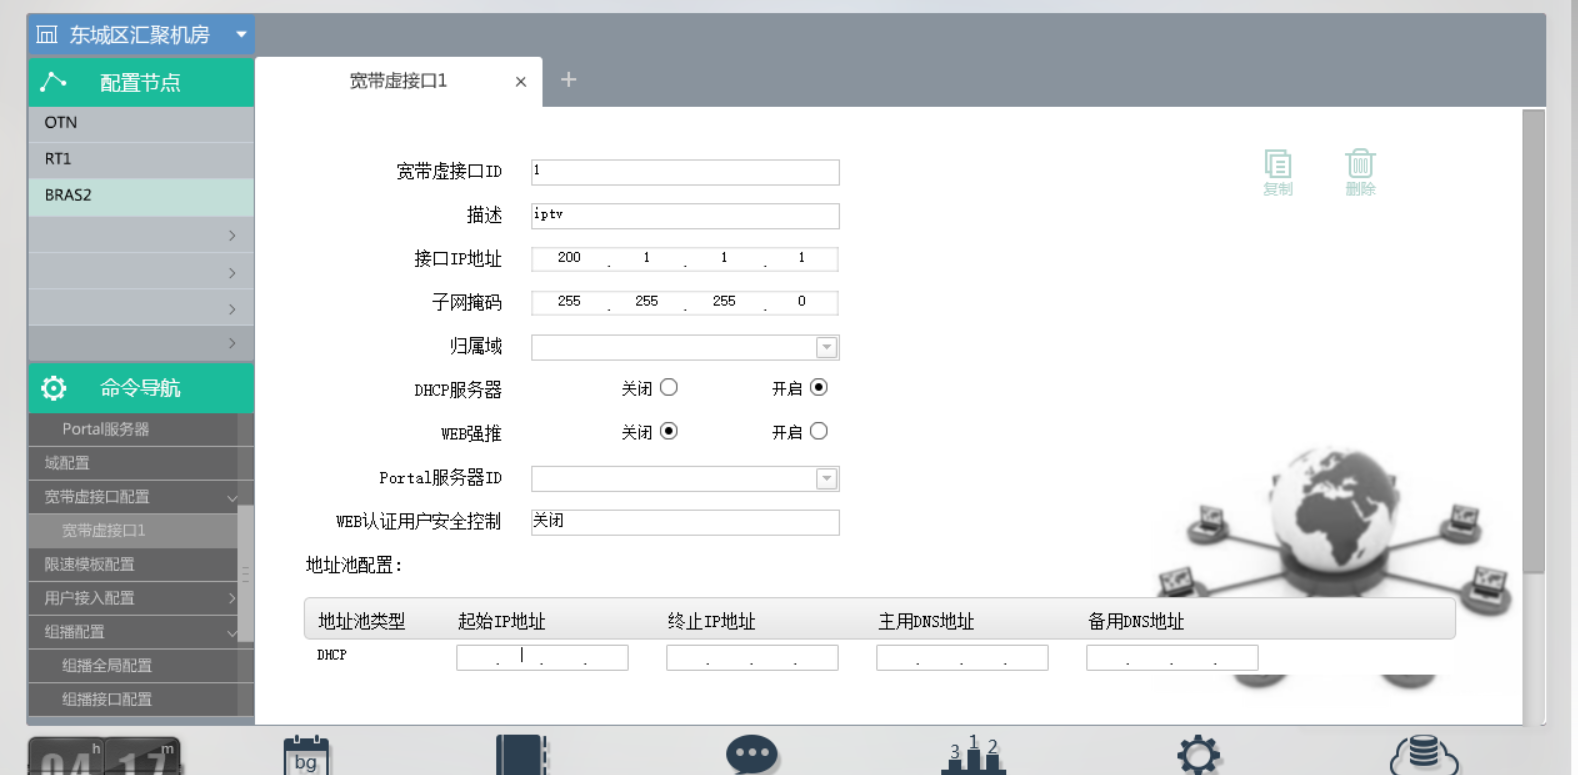 东城区汇聚机房
配置节点
宽带虚接口1 × +
OTN
RT1
BRAS2
命令导航
Portal服务器
域配置
宽带虚接口配置
宽带虚接口1
限速模板配置
用户接入配置
组播配置
组播全局配置
组播接口配置
复制 删除
宽带虚接口ID 1
描述 iptv
接口IP地址 200 . 1 . 1 . 1
子网掩码 255 . 255 . 255 . 0
归属域
DHCP服务器 关闭 开启
WEB强推 关闭 开启
Portal服务器ID
WEB认证用户安全控制 关闭
地址池配置:
地址池类型 起始IP地址 终止IP地址 主用DNS地址 备用DNS地址
DHCP . . . . . . . . . . . .
04 h 17 m
bg
3 1 2